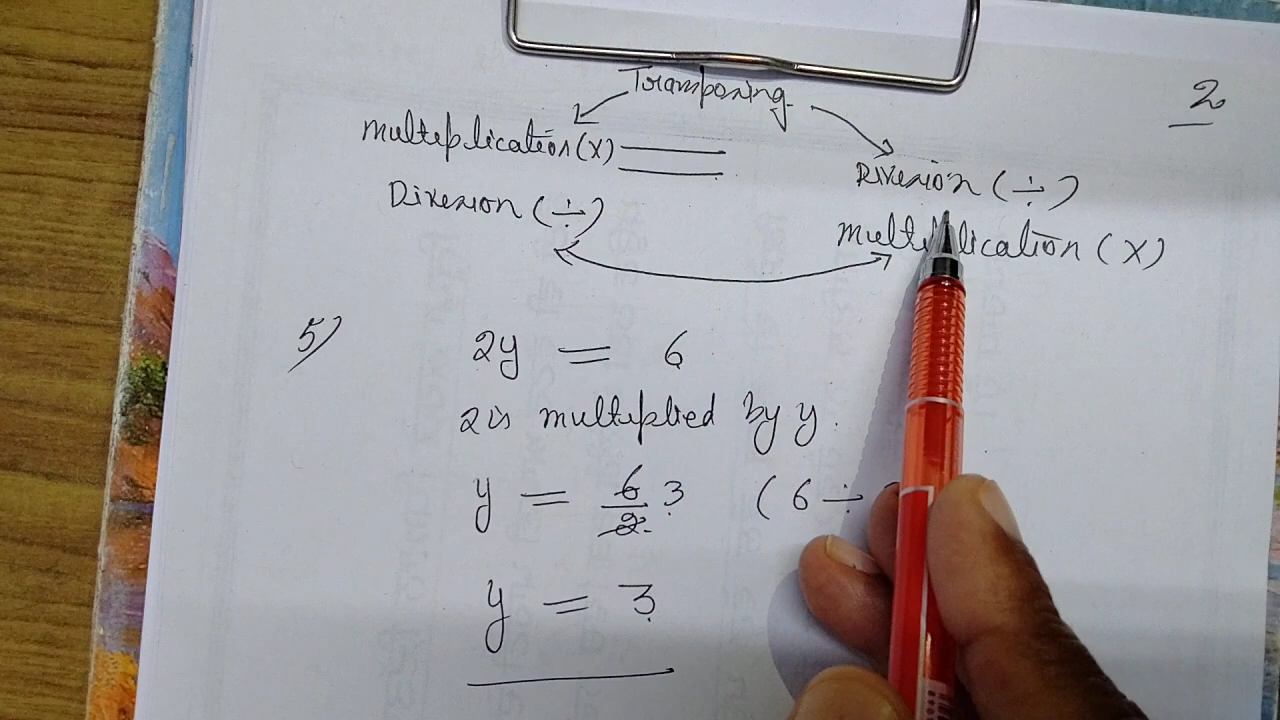 2
Transposing
multiplication (X) =
Division (÷)
Division (÷)
multiplication (X)
5)
2y = 6
2 is multiplied by y.
y = 6/2 3 (6 ÷
y = 3